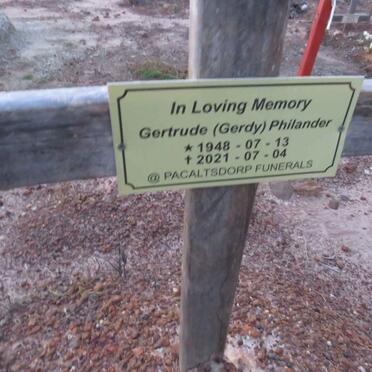 In Loving Memory
Gertrude (Gerdy) Philander
★ 1948 - 07 - 13
✝ 2021 - 07 - 04
@ PACALTSDORP FUNERALS